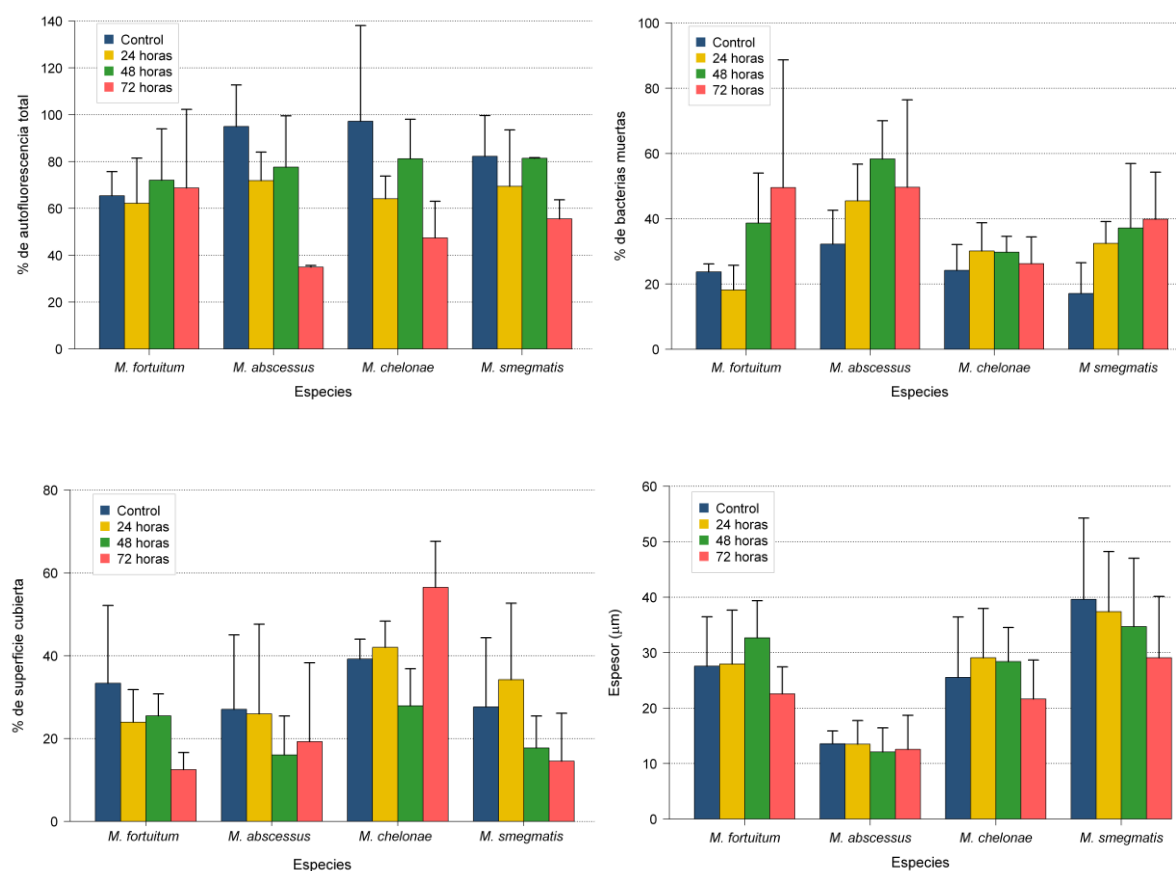 % de autofluorescencia total
140
120
100
80
60
40
20
0
Control
24 horas
48 horas
72 horas
M. fortuitum M. abscessus M. chelonae M. smegmatis
Especies
% de bacterias muertas
100
80
60
40
20
0
Control
24 horas
48 horas
72 horas
M. fortuitum M. abscessus M. chelonae M smegmatis
Especies
% de superficie cubierta
80
60
40
20
0
Control
24 horas
48 horas
72 horas
M. fortuitum M. abscessus M. chelonae M. smegmatis
Especies
Espesor (μm)
60
50
40
30
20
10
0
Control
24 horas
48 horas
72 horas
M. fortuitum M. abscessus M. chelonae M. smegmatis
Especies